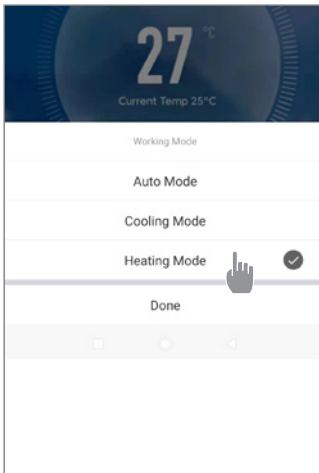 27 °C
Current Temp 25°C
Working Mode
Auto Mode
Cooling Mode
Heating Mode
Done